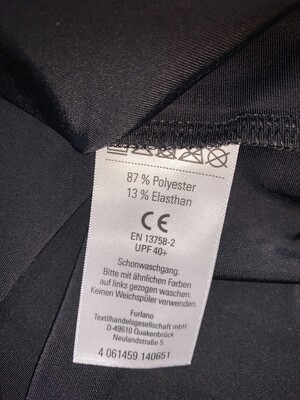 87 % Polyester
13 % Elasthan
CE
EN 13758-2
UPF 40+
Schonwaschgang.
Bitte mit ähnlichen Farben
auf links gezogen waschen.
Keinen Weichspüler verwenden.
Furlano
Textilhandelsgesellschaft mbH
D-49610 Quakenbrück
Neulandstraße 5
4 061459 140651